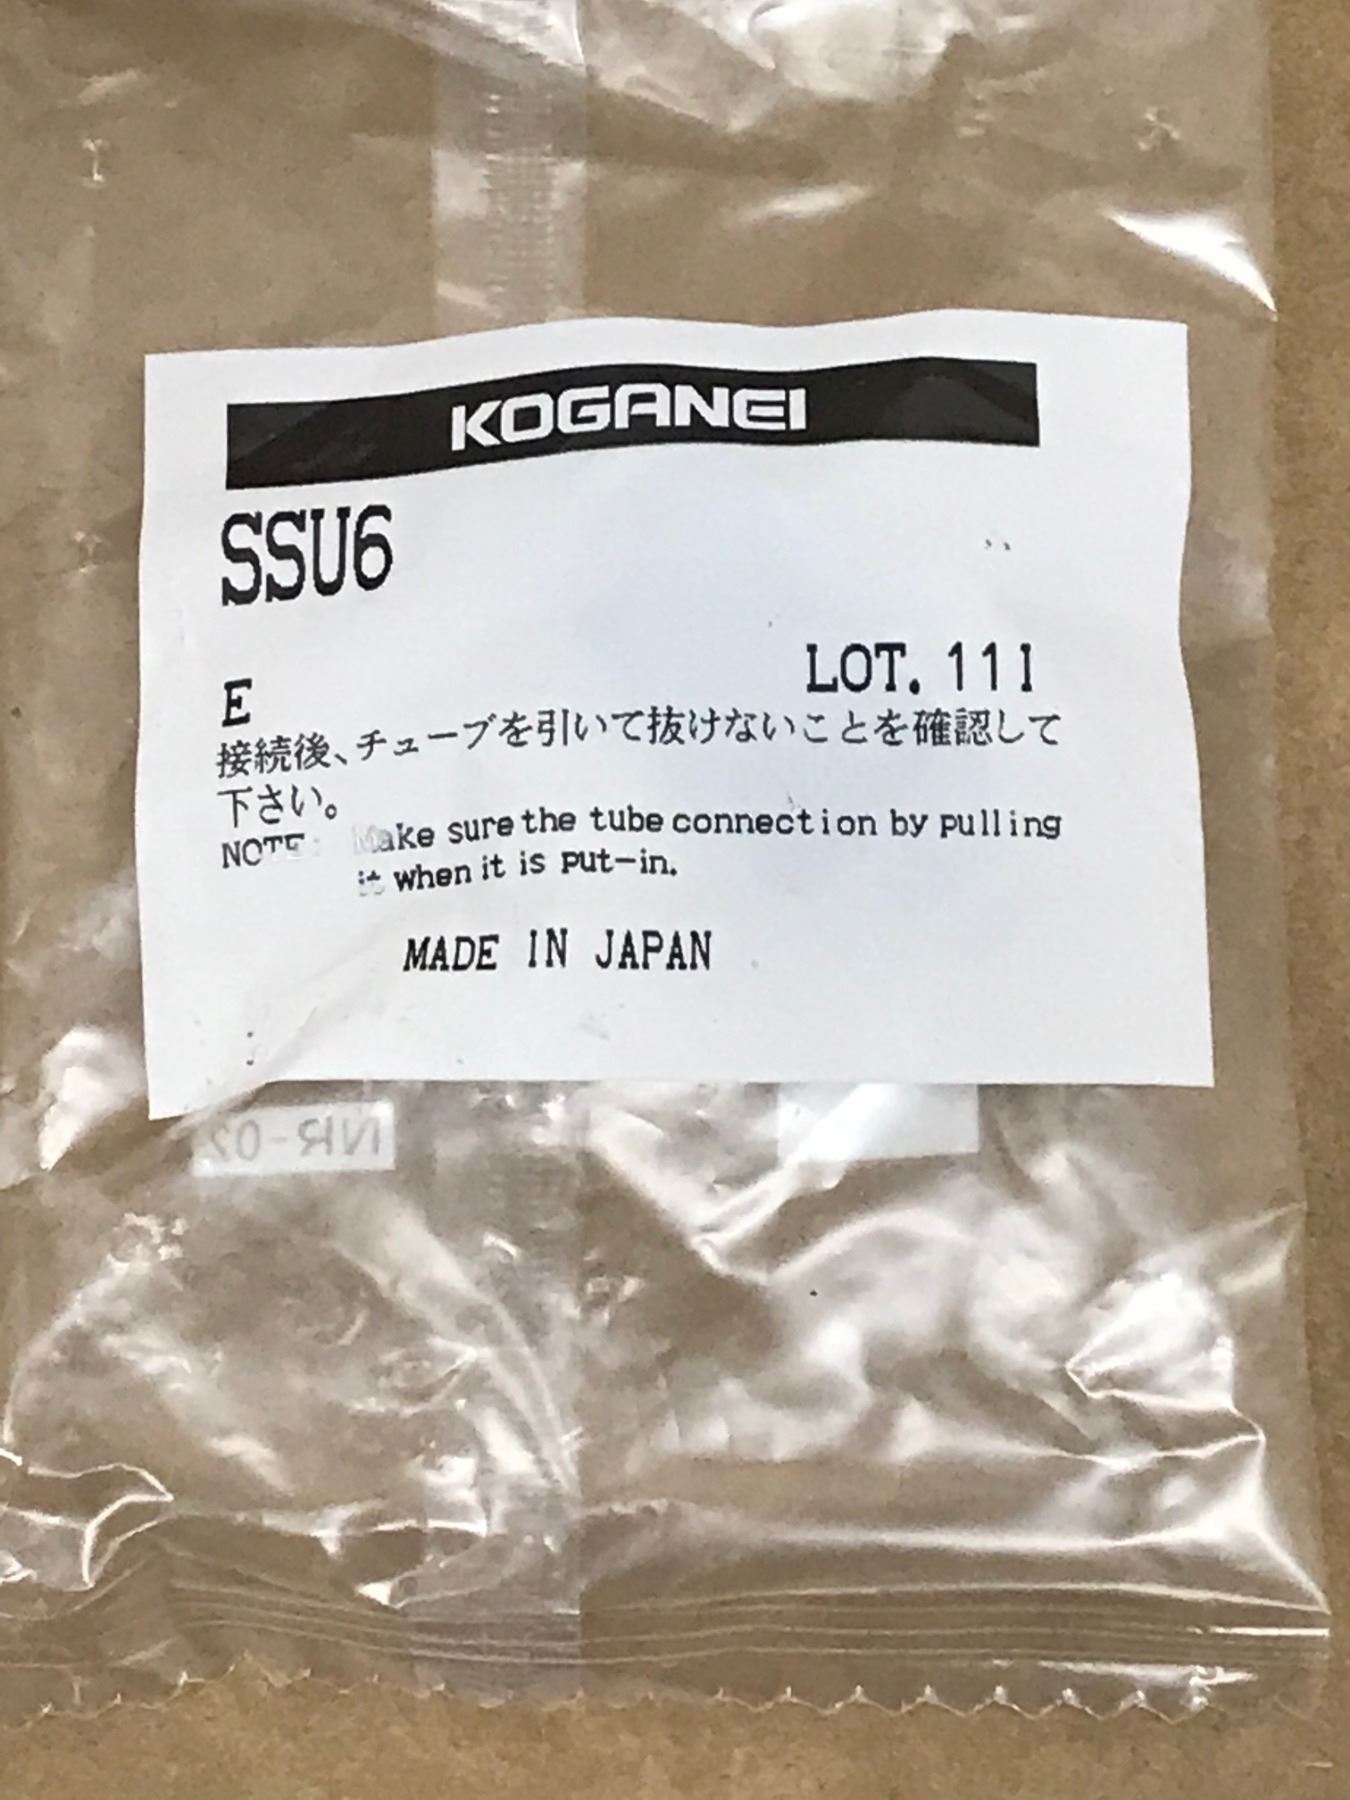 KOGANEI
SSU6
LOT. 111
E
接続後、チューブを引いて抜けないことを確認して
下さい。
NOTE: Make sure the tube connection by pulling
it when it is put-in.
MADE IN JAPAN
NR-02